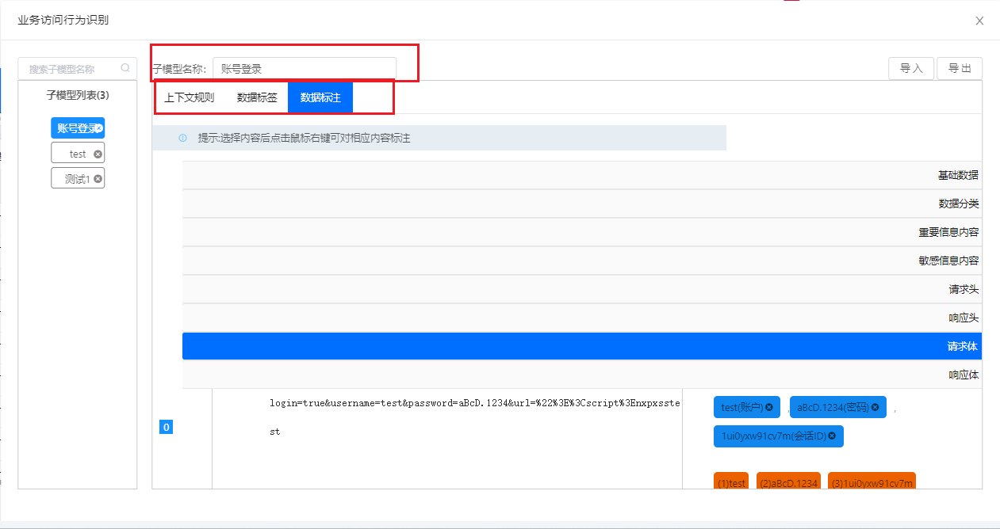 业务访问行为识别
搜索子模型名称
子模型列表(3)
账号登录
test
测试1
子模型名称:
账号登录
导入
导出
上下文规则
数据标签
数据标注
提示:选择内容后点击鼠标右键可对相应内容标注
基础数据
数据分类
重要信息内容
敏感信息内容
请求头
响应头
请求体
响应体
0
login=true&username=test&password=aBcD.1234&url=%22%3E%3Cscript%3Enxpxsste
st
test(账户) , aBcD.1234(密码) ,
1ui0yxw91cv7m(会话ID)
(1)test (2)aBcD.1234 (3)1ui0yxw91cv7m